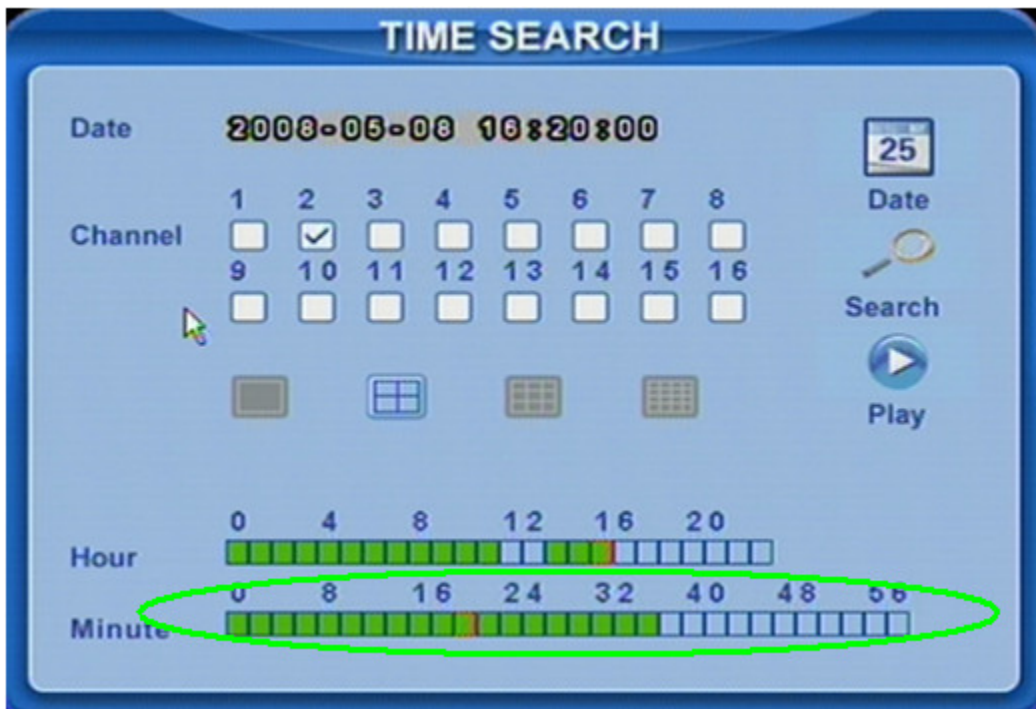 TIME SEARCH
Date 2008-05-08 16:20:00
25
Date
1 2 3 4 5 6 7 8
Channel
9 10 11 12 13 14 15 16
Search
Play
0 4 8 12 16 20
Hour
0 8 16 24 32 40 48 56
Minute